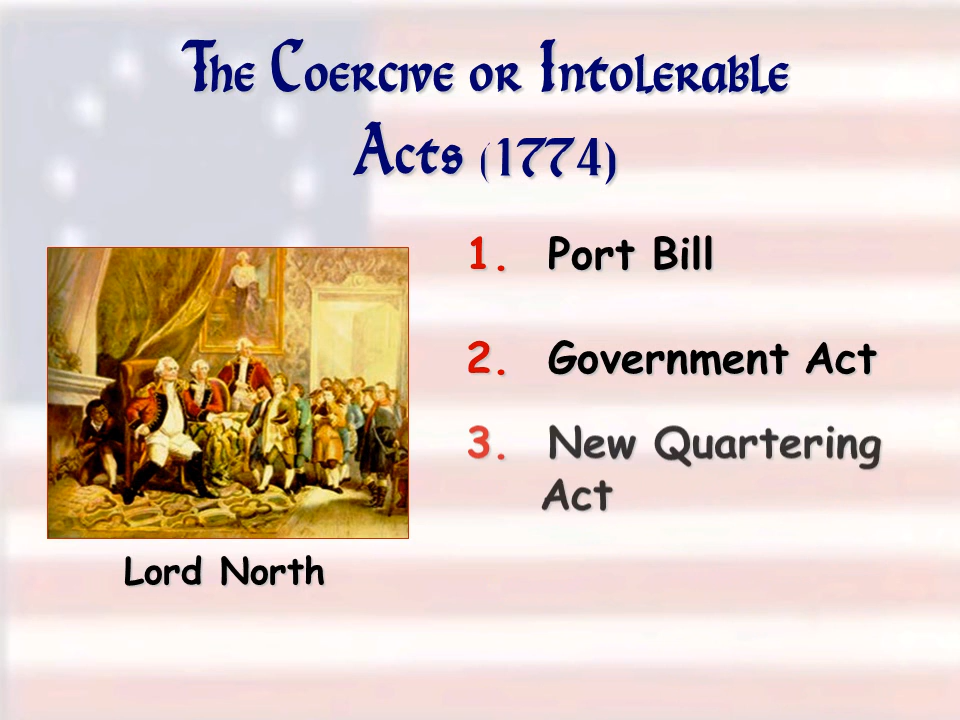 The Coercive or Intolerable
Acts (1774)
1. Port Bill
2. Government Act
3. New Quartering
Act
Lord North